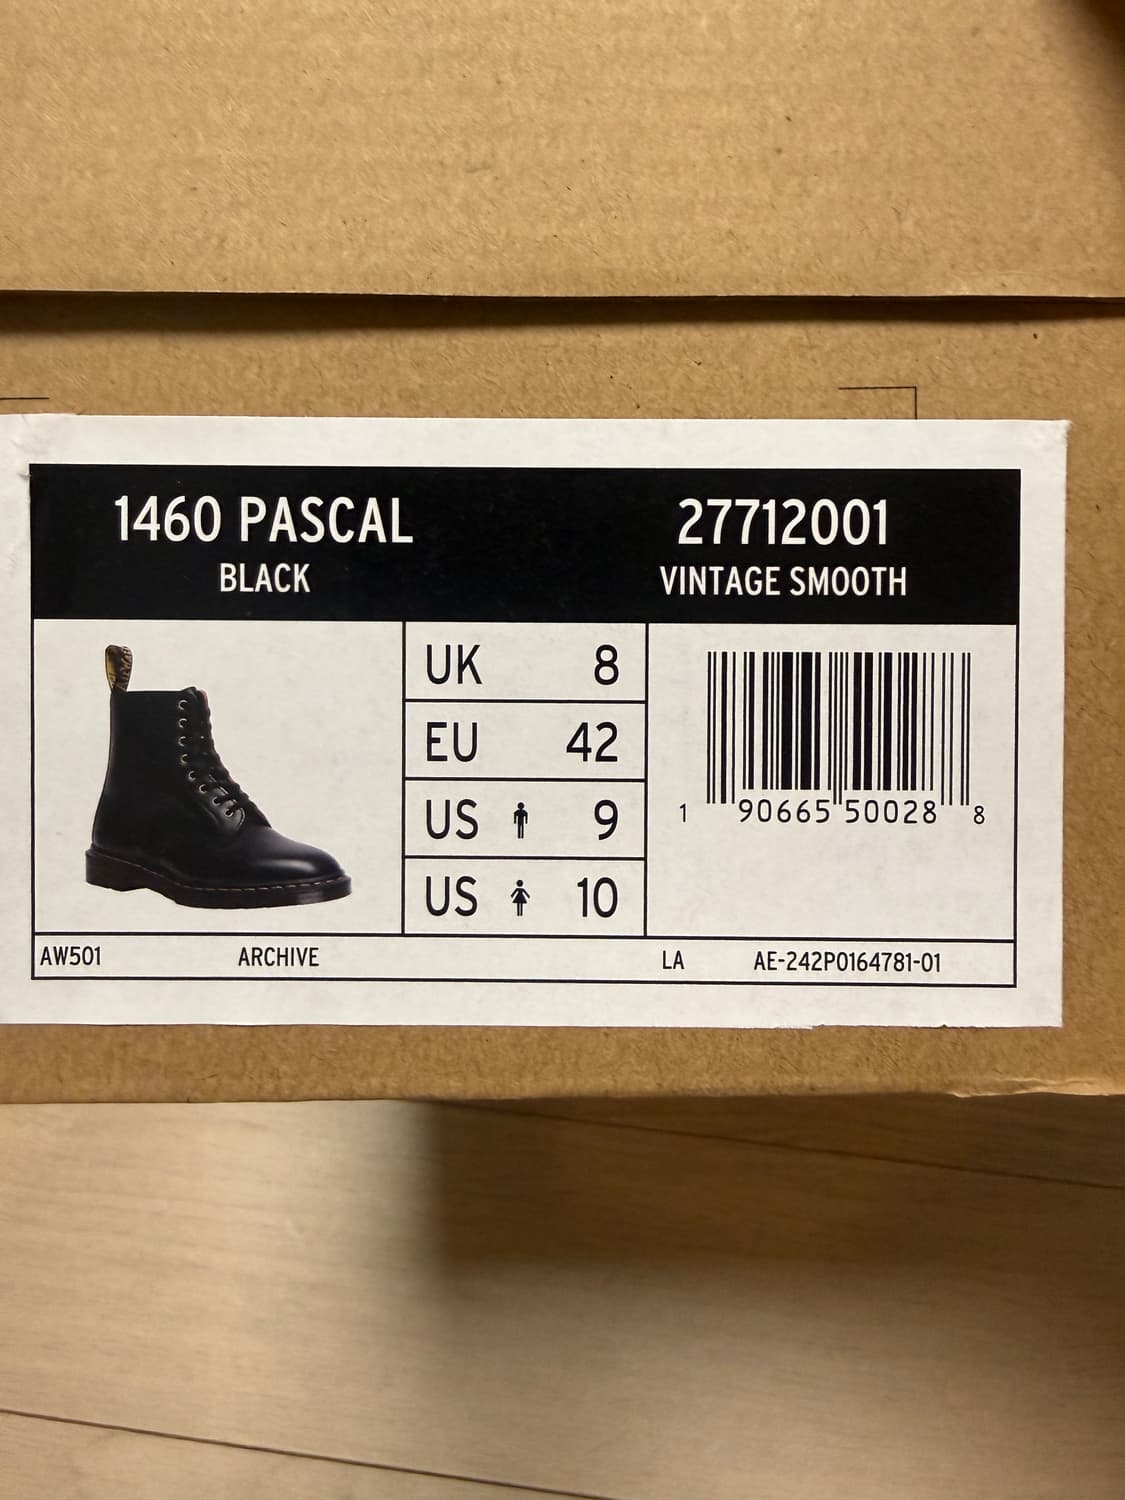 1460 PASCAL
BLACK
27712001
VINTAGE SMOOTH
UK 8
EU 42
US 9
US 10
1 90665 50028 8
AW501 ARCHIVE LA AE-242P0164781-01